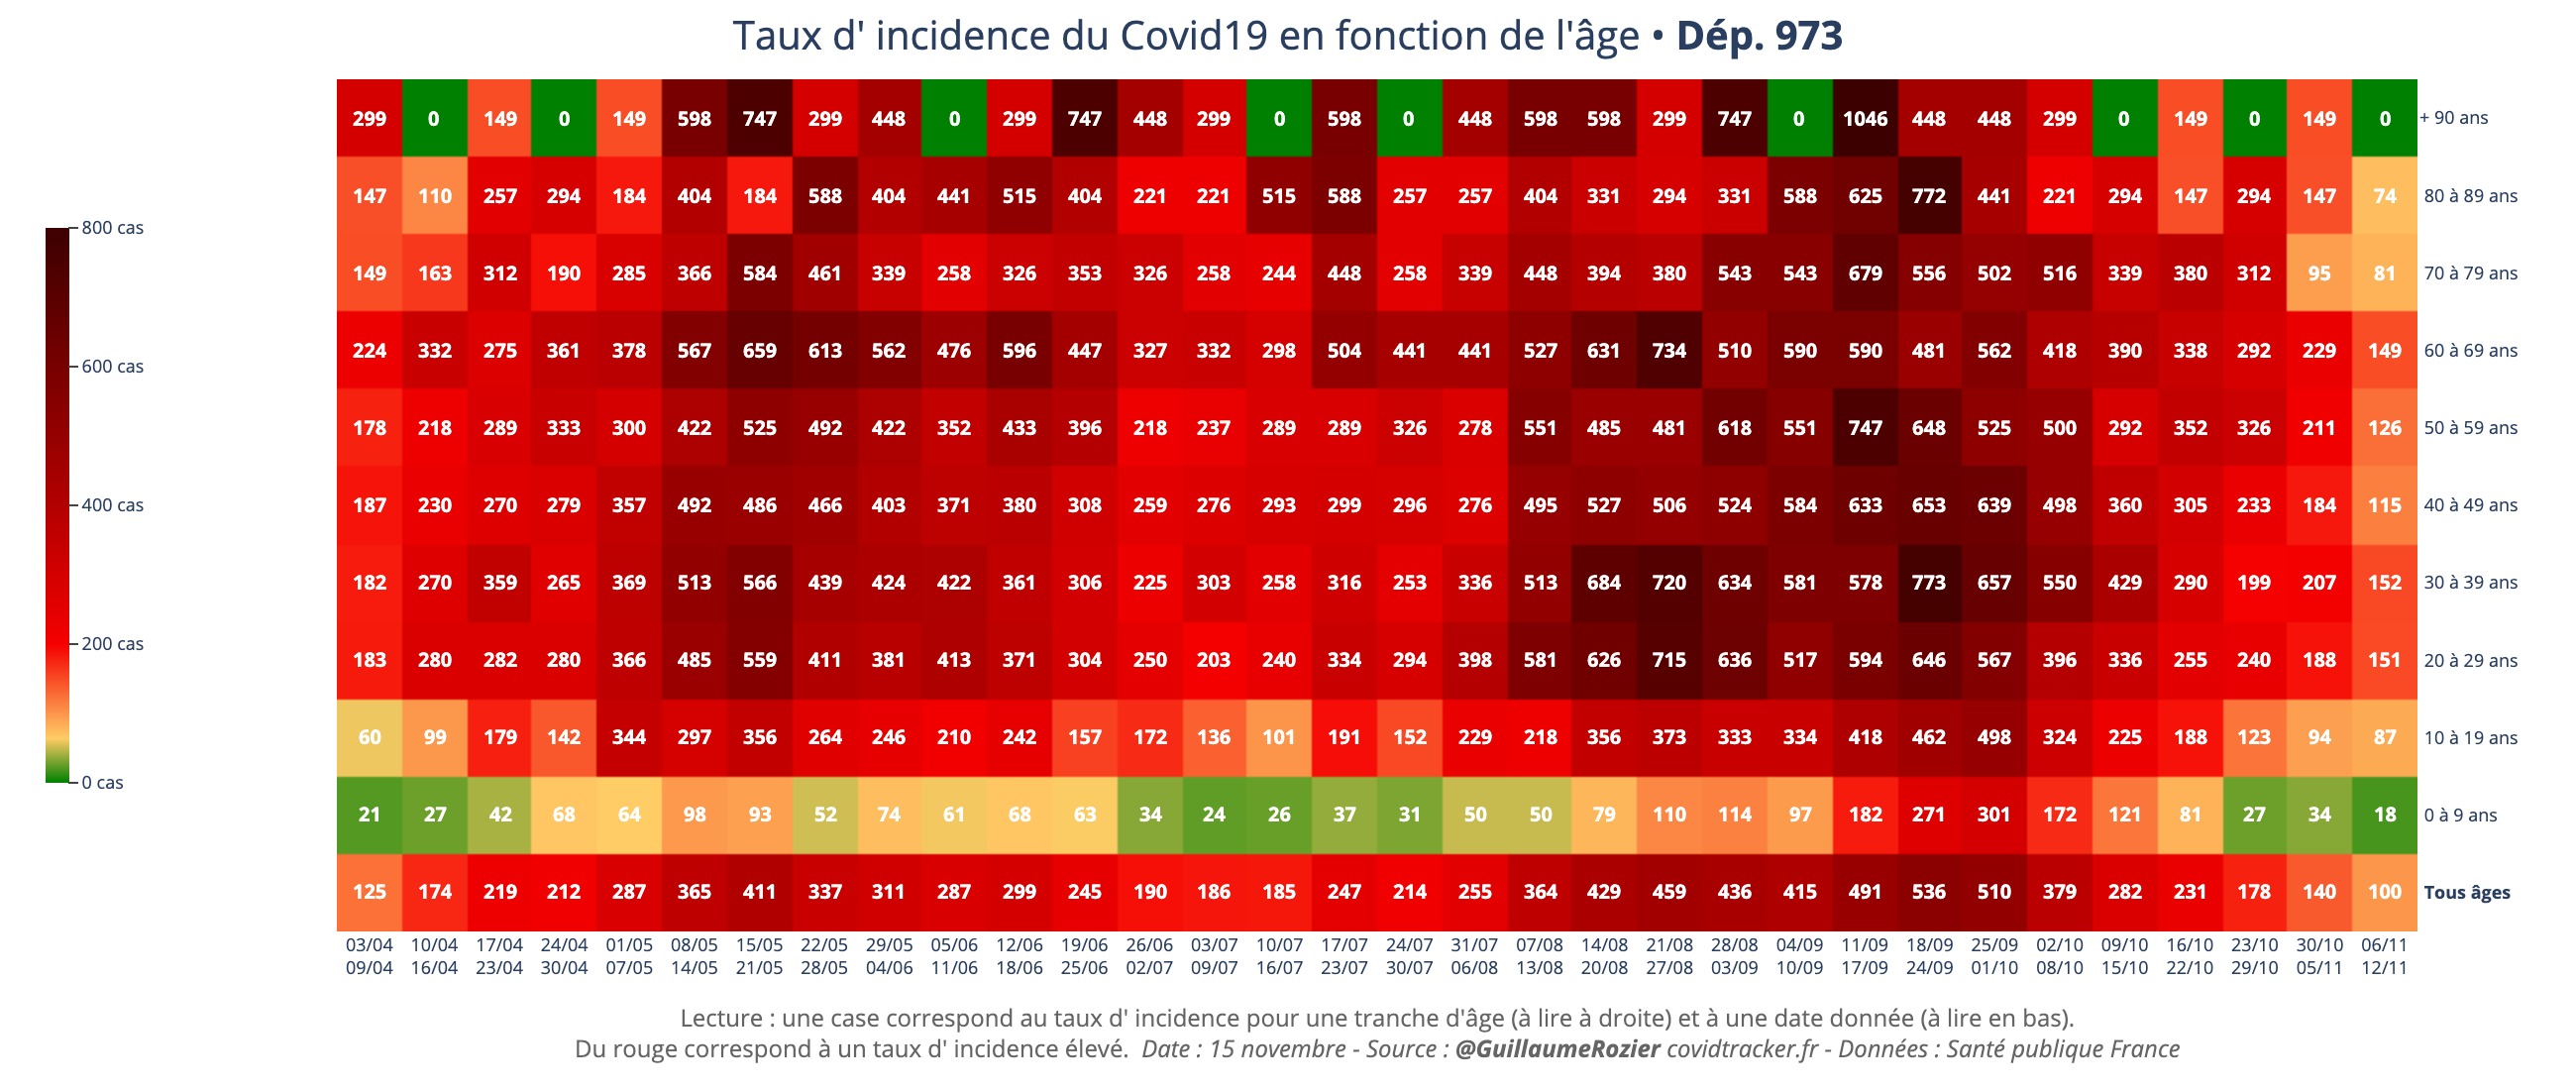 Taux d' incidence du Covid19 en fonction de l'âge • Dép. 973
800 cas
600 cas
400 cas
200 cas
0 cas
299 0 149 0 149 598 747 299 448 0 299 747 448 299 0 598 0 448 598 598 299 747 0 1046 448 448 299 0 149 0 149 0 + 90 ans
147 110 257 294 184 404 184 588 404 441 515 404 221 221 515 588 257 257 404 331 294 331 588 625 772 441 221 294 147 294 147 74 80 à 89 ans
149 163 312 190 285 366 584 461 339 258 326 353 326 258 244 448 258 339 448 394 380 543 543 679 556 502 516 339 380 312 95 81 70 à 79 ans
224 332 275 361 378 567 659 613 562 476 596 447 327 332 298 504 441 441 527 631 734 510 590 590 481 562 418 390 338 292 229 149 60 à 69 ans
178 218 289 333 300 422 525 492 422 352 433 396 218 237 289 289 326 278 551 485 481 618 551 747 648 525 500 292 352 326 211 126 50 à 59 ans
187 230 270 279 357 492 486 466 403 371 380 308 259 276 293 299 296 276 495 527 506 524 584 633 653 639 498 360 305 233 184 115 40 à 49 ans
182 270 359 265 369 513 566 439 424 422 361 306 225 303 258 316 253 336 513 684 720 634 581 578 773 657 550 429 290 199 207 152 30 à 39 ans
183 280 282 280 366 485 559 411 381 413 371 304 250 203 240 334 294 398 581 626 715 636 517 594 646 567 396 336 255 240 188 151 20 à 29 ans
60 99 179 142 344 297 356 264 246 210 242 157 172 136 101 191 152 229 218 356 373 333 334 418 462 498 324 225 188 123 94 87 10 à 19 ans
21 27 42 68 64 98 93 52 74 61 68 63 34 24 26 37 31 50 50 79 110 114 97 182 271 301 172 121 81 27 34 18 0 à 9 ans
125 174 219 212 287 365 411 337 311 287 299 245 190 186 185 247 214 255 364 429 459 436 415 491 536 510 379 282 231 178 140 100 Tous âges
03/04 10/04 17/04 24/04 01/05 08/05 15/05 22/05 29/05 05/06 12/06 19/06 26/06 03/07 10/07 17/07 24/07 31/07 07/08 14/08 21/08 28/08 04/09 11/09 18/09 25/09 02/10 09/10 16/10 23/10 30/10 06/11
09/04 16/04 23/04 30/04 07/05 14/05 21/05 28/05 04/06 11/06 18/06 25/06 02/07 09/07 16/07 23/07 30/07 06/08 13/08 20/08 27/08 03/09 10/09 17/09 24/09 01/10 08/10 15/10 22/10 29/10 05/11 12/11
Lecture : une case correspond au taux d' incidence pour une tranche d'âge (à lire à droite) et à une date donnée (à lire en bas).
Du rouge correspond à un taux d' incidence élevé. Date : 15 novembre - Source : @GuillaumeRozier covidtracker.fr - Données : Santé publique France